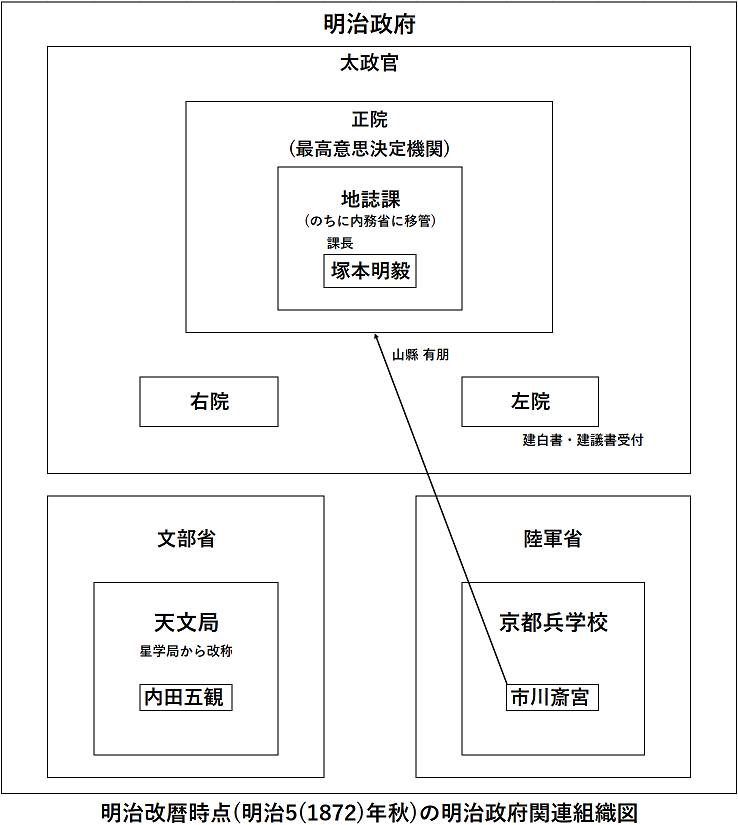 明治政府
太政官
正院
(最高意思決定機関)
地誌課
(のちに内務省に移管)
課長
塚本明毅
山縣 有朋
右院
左院
建白書・建議書受付
文部省
天文局
星学局から改称
内田五観
陸軍省
京都兵学校
市川斎宮
明治改暦時点(明治5(1872)年秋)の明治政府関連組織図